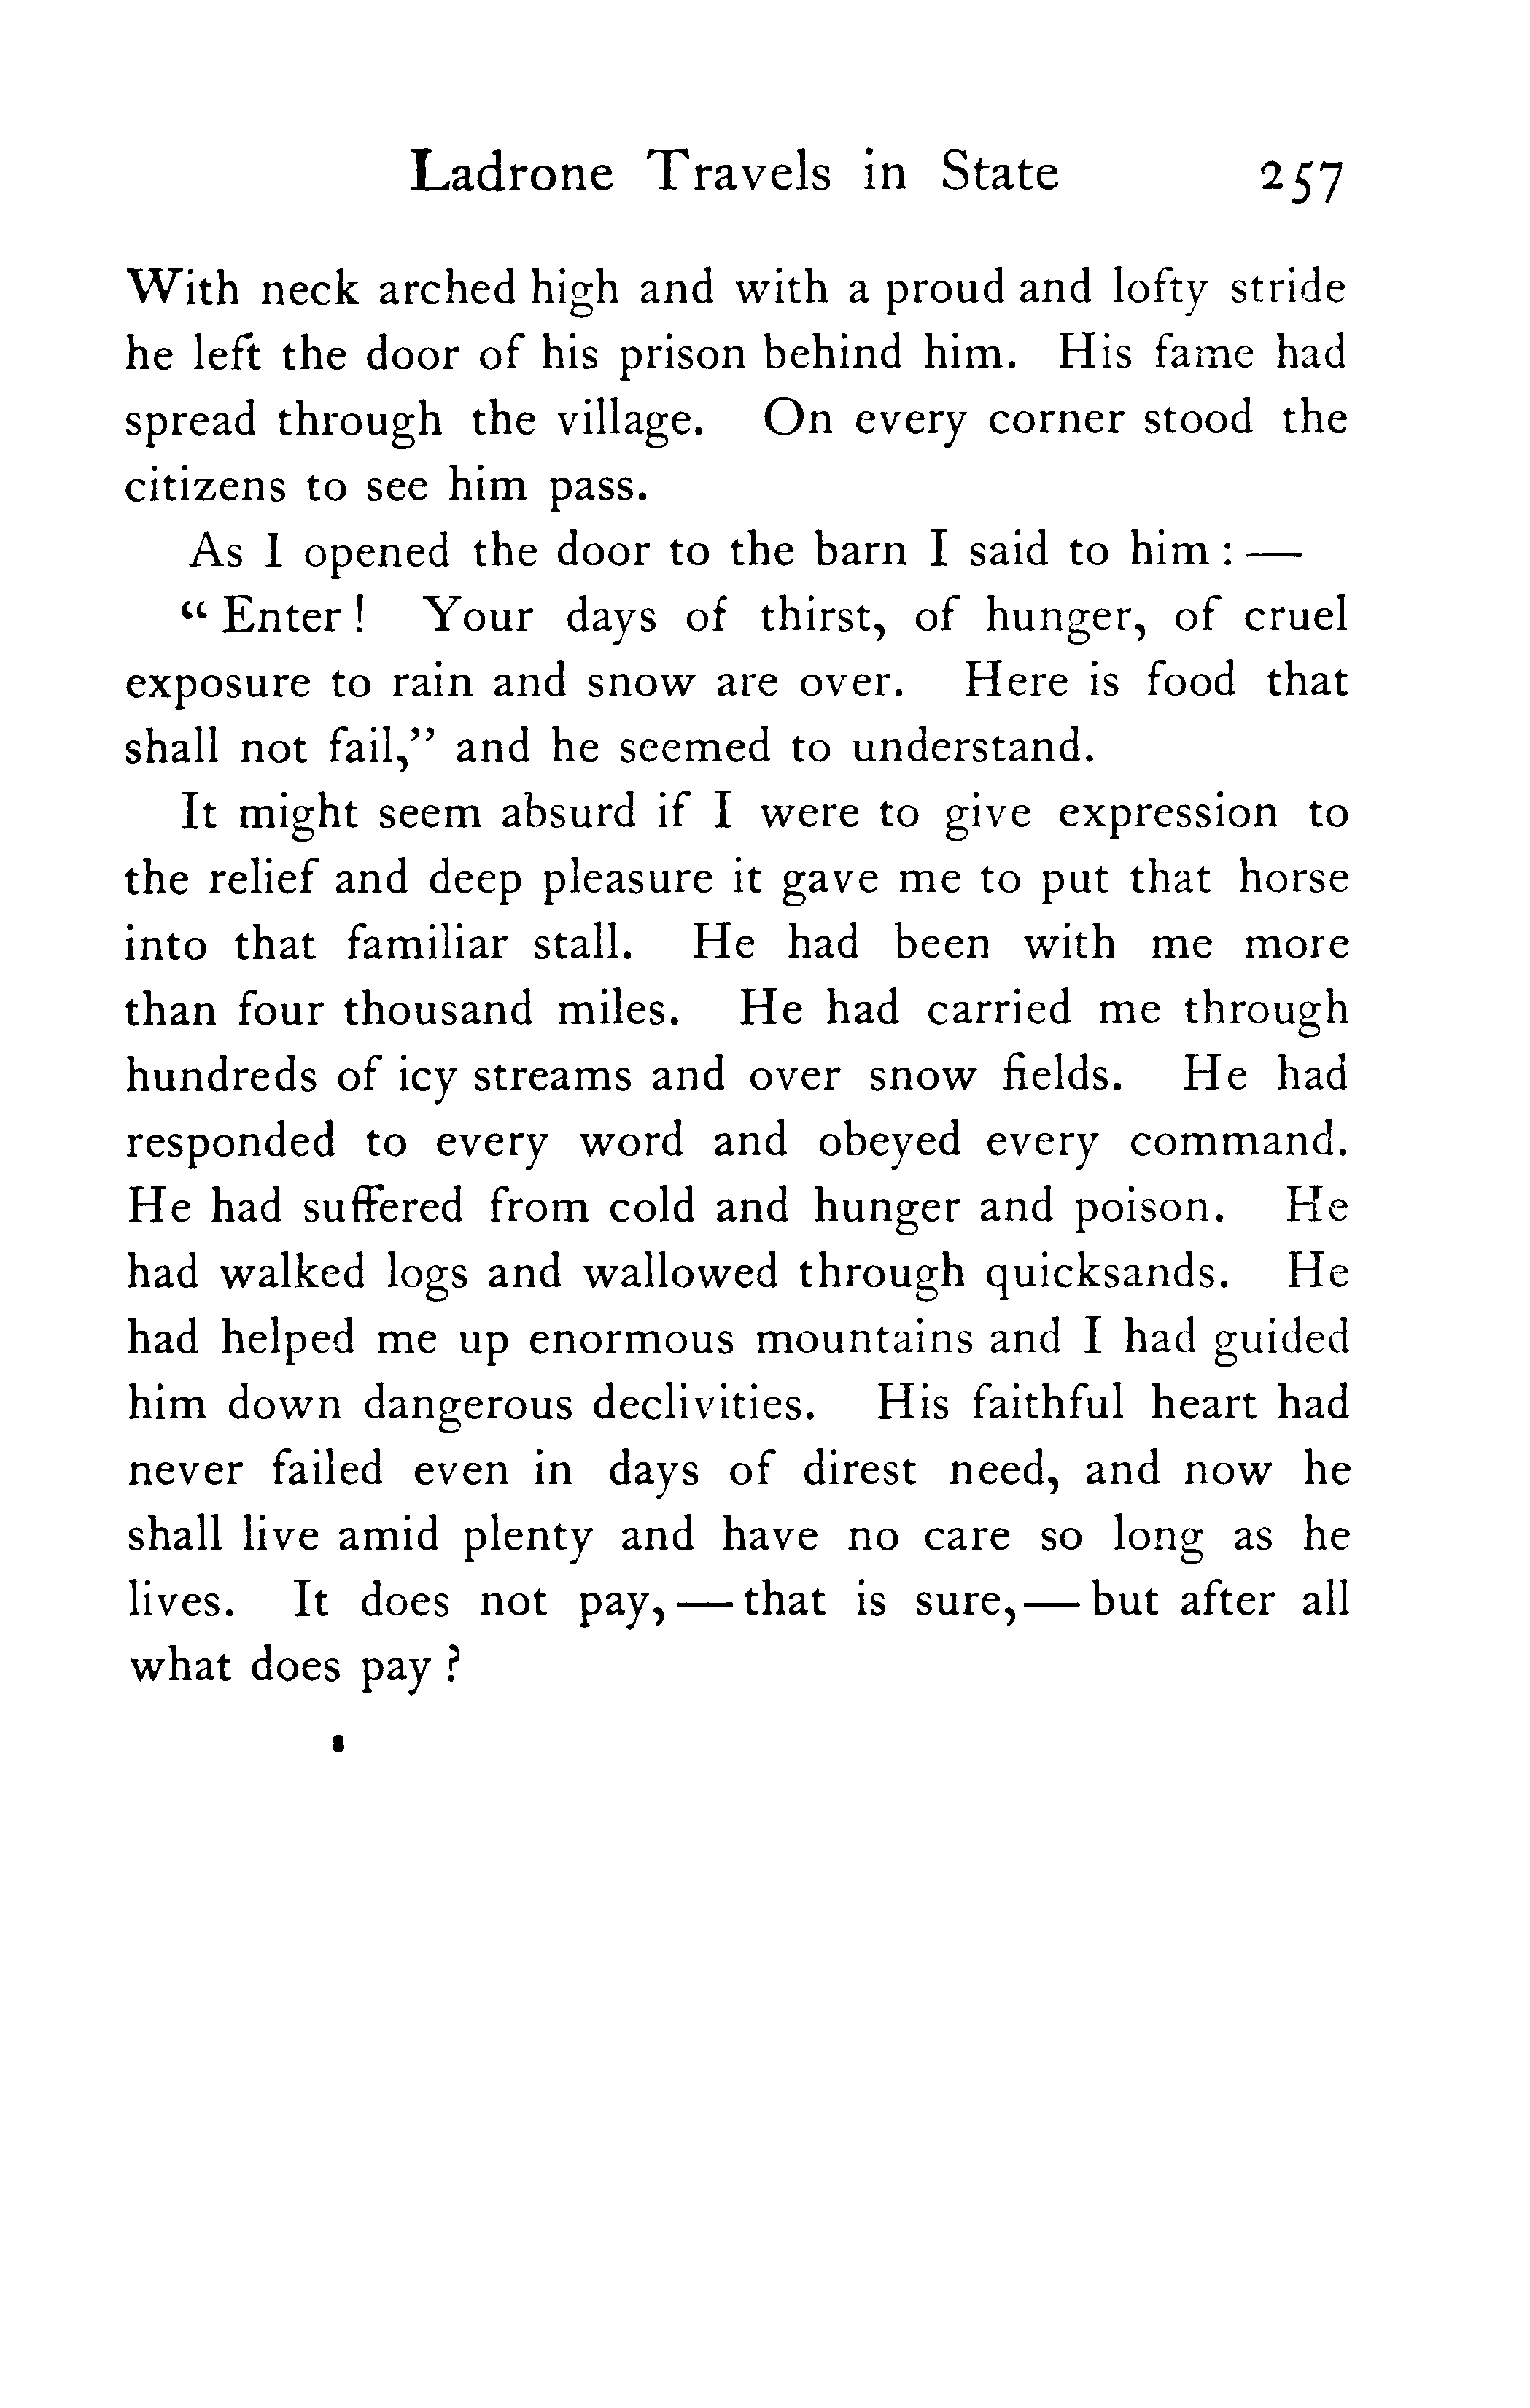 Ladrone Travels in State 257
With neck arched high and with a proud and lofty stride
he left the door of his prison behind him. His fame had
spread through the village. On every corner stood the
citizens to see him pass.
As I opened the door to the barn I said to him : —
“ Enter ! Your days of thirst, of hunger, of cruel
exposure to rain and snow are over. Here is food that
shall not fail,” and he seemed to understand.
It might seem absurd if I were to give expression to
the relief and deep pleasure it gave me to put that horse
into that familiar stall. He had been with me more
than four thousand miles. He had carried me through
hundreds of icy streams and over snow fields. He had
responded to every word and obeyed every command.
He had suffered from cold and hunger and poison. He
had walked logs and wallowed through quicksands. He
had helped me up enormous mountains and I had guided
him down dangerous declivities. His faithful heart had
never failed even in days of direst need, and now he
shall live amid plenty and have no care so long as he
lives. It does not pay, — that is sure, — but after all
what does pay ?